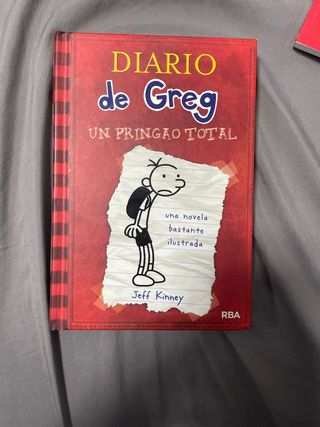 DIARIO
de Greg
UN PRINGAO TOTAL
una novela
bastante
ilustrada
Jeff Kinney
RBA